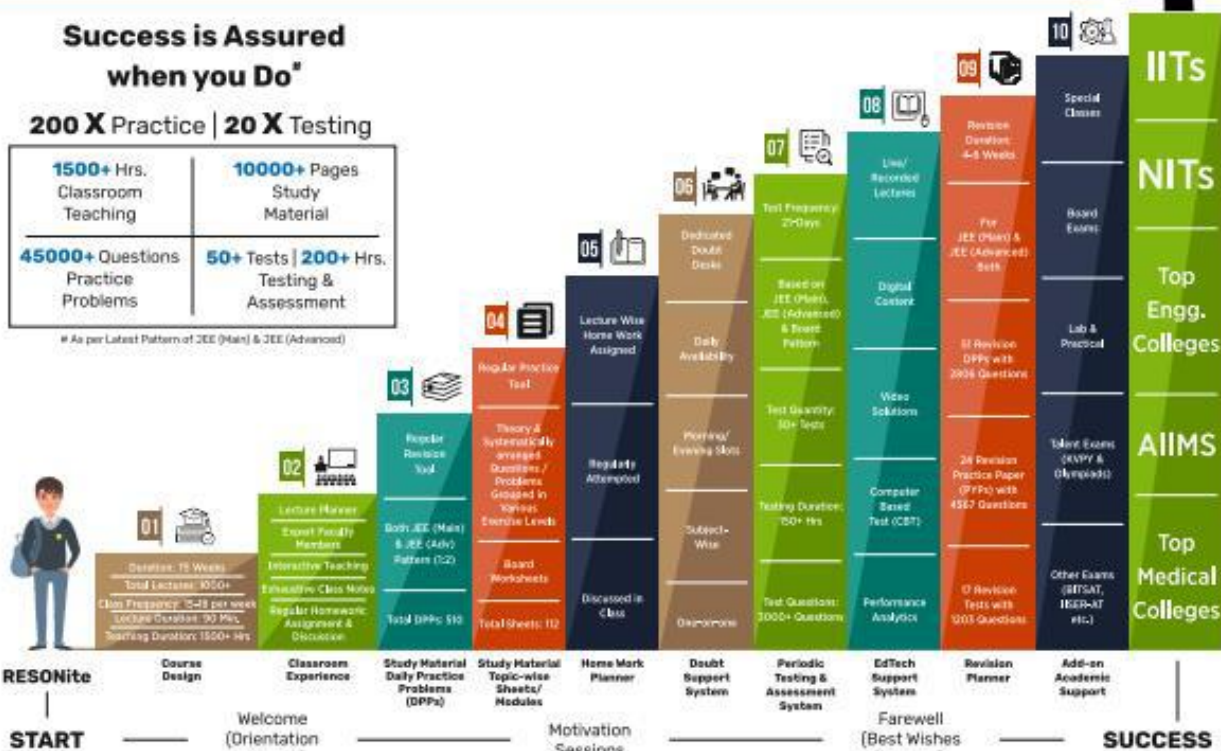 Success is Assured
when you Do#
200 X Practice | 20 X Testing
1500+ Hrs.
Classroom
Teaching
10000+ Pages
Study
Material
45000+ Questions
Practice
Problems
50+ Tests | 200+ Hrs.
Testing &
Assessment
# As per Latest Pattern of JEE (Main) & JEE (Advanced)
RESONite
START
01
Duration: 75 Weeks
Total Lectures: 1000+
Class Frequency: 15-18 per week
Lecture Duration: 90 Min.
Teaching Duration: 1500+ Hrs
Course
Design
02
Lecture Planner
Expert Faculty
Members
Interactive Teaching
Exhaustive Class Notes
Regular Homework:
Assignment &
Discussion
Classroom
Experience
03
Regular
Revision
Tool
Both JEE (Main)
& JEE (Adv)
Pattern (1:2)
Total DPPs: 510
Study Material
Daily Practice
Problems
(DPPs)
04
Regular Practice
Tool
Theory &
Systematically
arranged
Questions /
Problems
Grouped in
Various
Exercise Levels
Board
Worksheets
Total Sheets: 112
Study Material
Topic-wise
Sheets/
Modules
05
Lecture Wise
Home Work
Assigned
Regularly
Attempted
Discussed in
Class
Home Work
Planner
06
Dedicated
Doubt
Desks
Daily
Availability
Morning/
Evening Slots
Subject-
Wise
One-on-one
Doubt
Support
System
07
Test Frequency:
21-Days
Based on
JEE (Main),
JEE (Advanced)
& Board
Pattern
Test Quantity:
50+ Tests
Testing Duration:
150+ Hrs
Test Questions:
3000+ Questions
Periodic
Testing &
Assessment
System
08
Live/
Recorded
Lectures
Digital
Content
Video
Solutions
Computer
Based
Test (CBT)
Performance
Analytics
EdTech
Support
System
09
Revision
Duration:
4-6 Weeks
For
JEE (Main) &
JEE (Advanced)
Both
51 Revision
DPPs with
2806 Questions
24 Revision
Practice Paper
(PYPs) with
4567 Questions
17 Revision
Tests with
1203 Questions
Revision
Planner
10
Special
Classes
Board
Exams
Lab &
Practical
Talent Exams
(KVPY &
Olympiads)
Other Exams
(BITSAT,
IISER-AT
etc.)
Add-on
Academic
Support
IITs
NITs
Top
Engg.
Colleges
AIIMS
Top
Medical
Colleges
SUCCESS
Welcome
(Orientation
Motivation
Sessions
Farewell
(Best Wishes